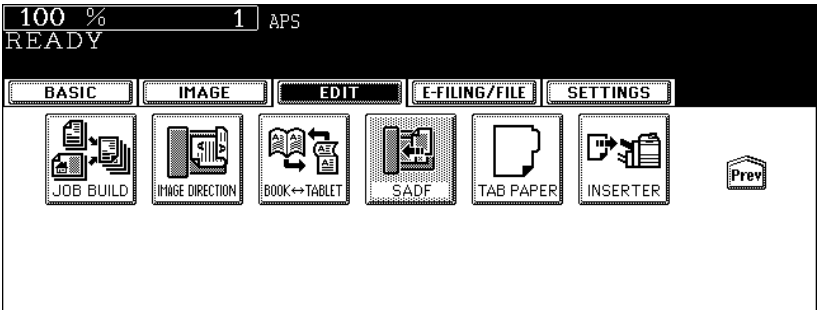 100 % 1 APS
READY
BASIC IMAGE EDIT E-FILING/FILE SETTINGS
JOB BUILD IMAGE DIRECTION BOOK↔TABLET SADF TAB PAPER INSERTER Prev